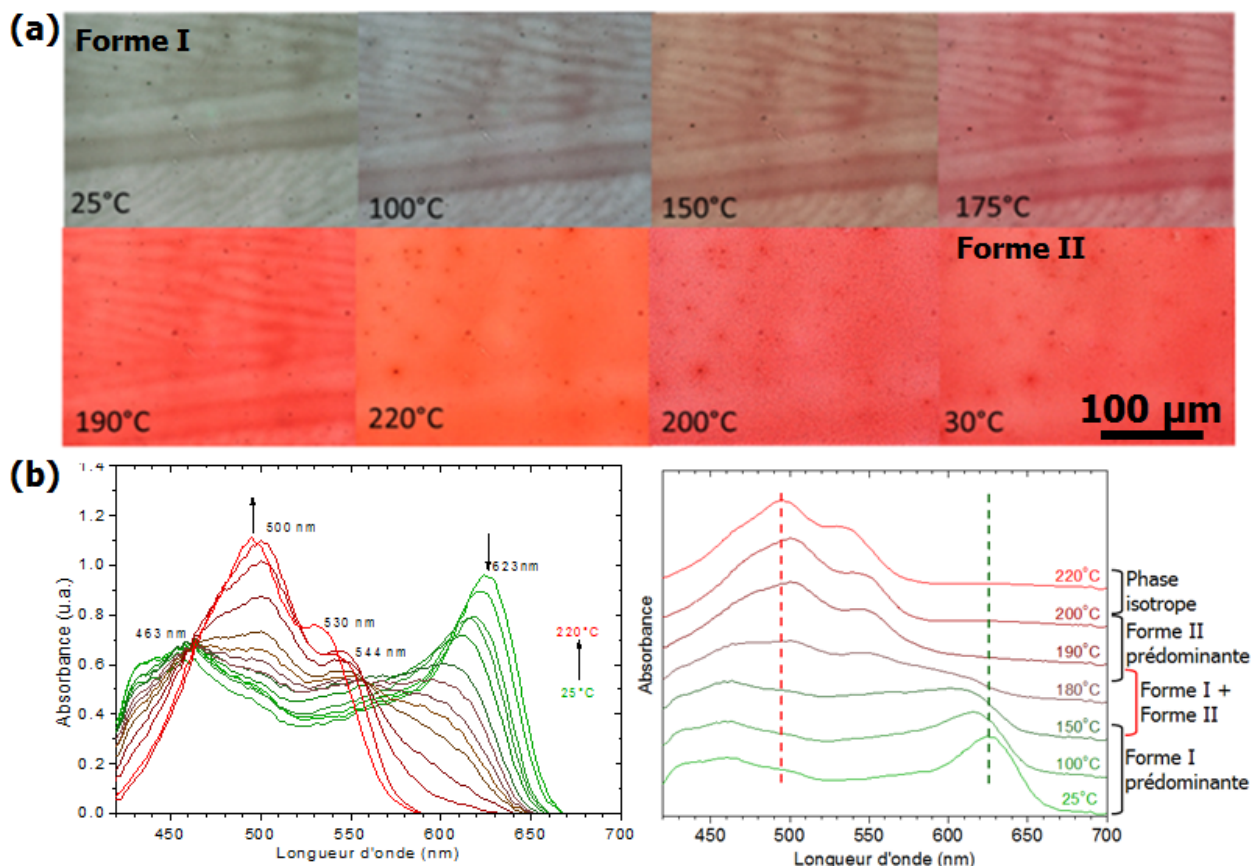 (a)
Forme I
25°C
100°C
150°C
175°C
Forme II
190°C
220°C
200°C
30°C
100 µm
(b)
1.4
1.2
1.0
0.8
0.6
0.4
0.2
0.0
Absorbance (u.a.)
500 nm
623nm
463 nm
530 nm
544 nm
220°C
25°C
450 500 550 600 650 700
Longueur d'onde (nm)
Absorbance
220°C
200°C
190°C
180°C
150°C
100°C
25°C
Phase
isotrope
Forme II
prédominante
Forme I +
Forme II
Forme I
prédominante
450 500 550 600 650 700
Longueur d'onde (nm)